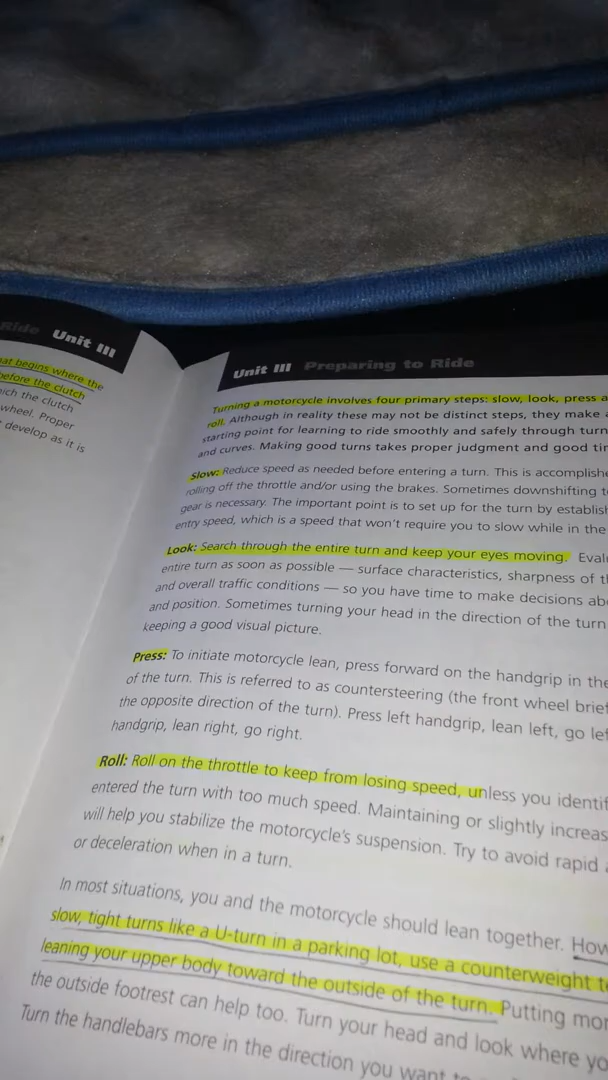 Ride Unit III
at begins where the
before the clutch
ich the clutch
wheel. Proper
develop as it is
Unit III Preparing to Ride
Turning a motorcycle involves four primary steps: slow, look, press a
roll. Although in reality these may not be distinct steps, they make a
starting point for learning to ride smoothly and safely through turn
and curves. Making good turns takes proper judgment and good tim
Slow: Reduce speed as needed before entering a turn. This is accomplishe
rolling off the throttle and/or using the brakes. Sometimes downshifting t
gear is necessary. The important point is to set up for the turn by establis
entry speed, which is a speed that won't require you to slow while in the
Look: Search through the entire turn and keep your eyes moving. Eval
entire turn as soon as possible — surface characteristics, sharpness of t
and overall traffic conditions — so you have time to make decisions ab
and position. Sometimes turning your head in the direction of the turn
keeping a good visual picture.
Press: To initiate motorcycle lean, press forward on the handgrip in the
of the turn. This is referred to as countersteering (the front wheel brief
the opposite direction of the turn). Press left handgrip, lean left, go lef
handgrip, lean right, go right.
Roll: Roll on the throttle to keep from losing speed, unless you identif
entered the turn with too much speed. Maintaining or slightly increas
will help you stabilize the motorcycle's suspension. Try to avoid rapid a
or deceleration when in a turn.
In most situations, you and the motorcycle should lean together. How
slow, tight turns like a U-turn in a parking lot, use a counterweight t
leaning your upper body toward the outside of the turn. Putting mor
the outside footrest can help too. Turn your head and look where yo
Turn the handlebars more in the direction you want